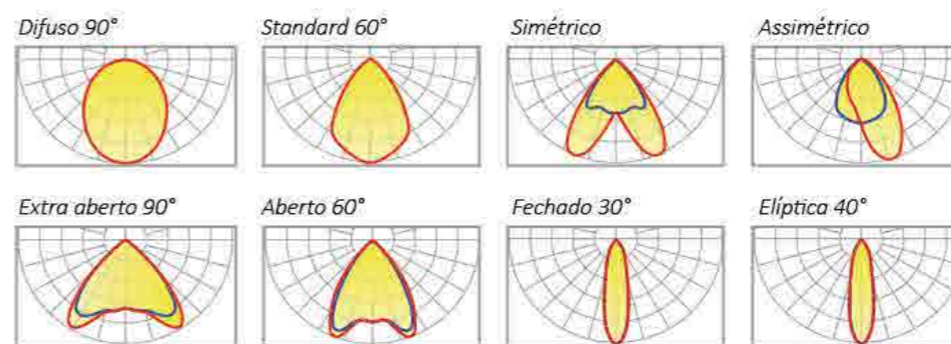 Difuso 90° Standard 60° Simétrico Assimétrico
Extra aberto 90° Aberto 60° Fechado 30° Elíptica 40°